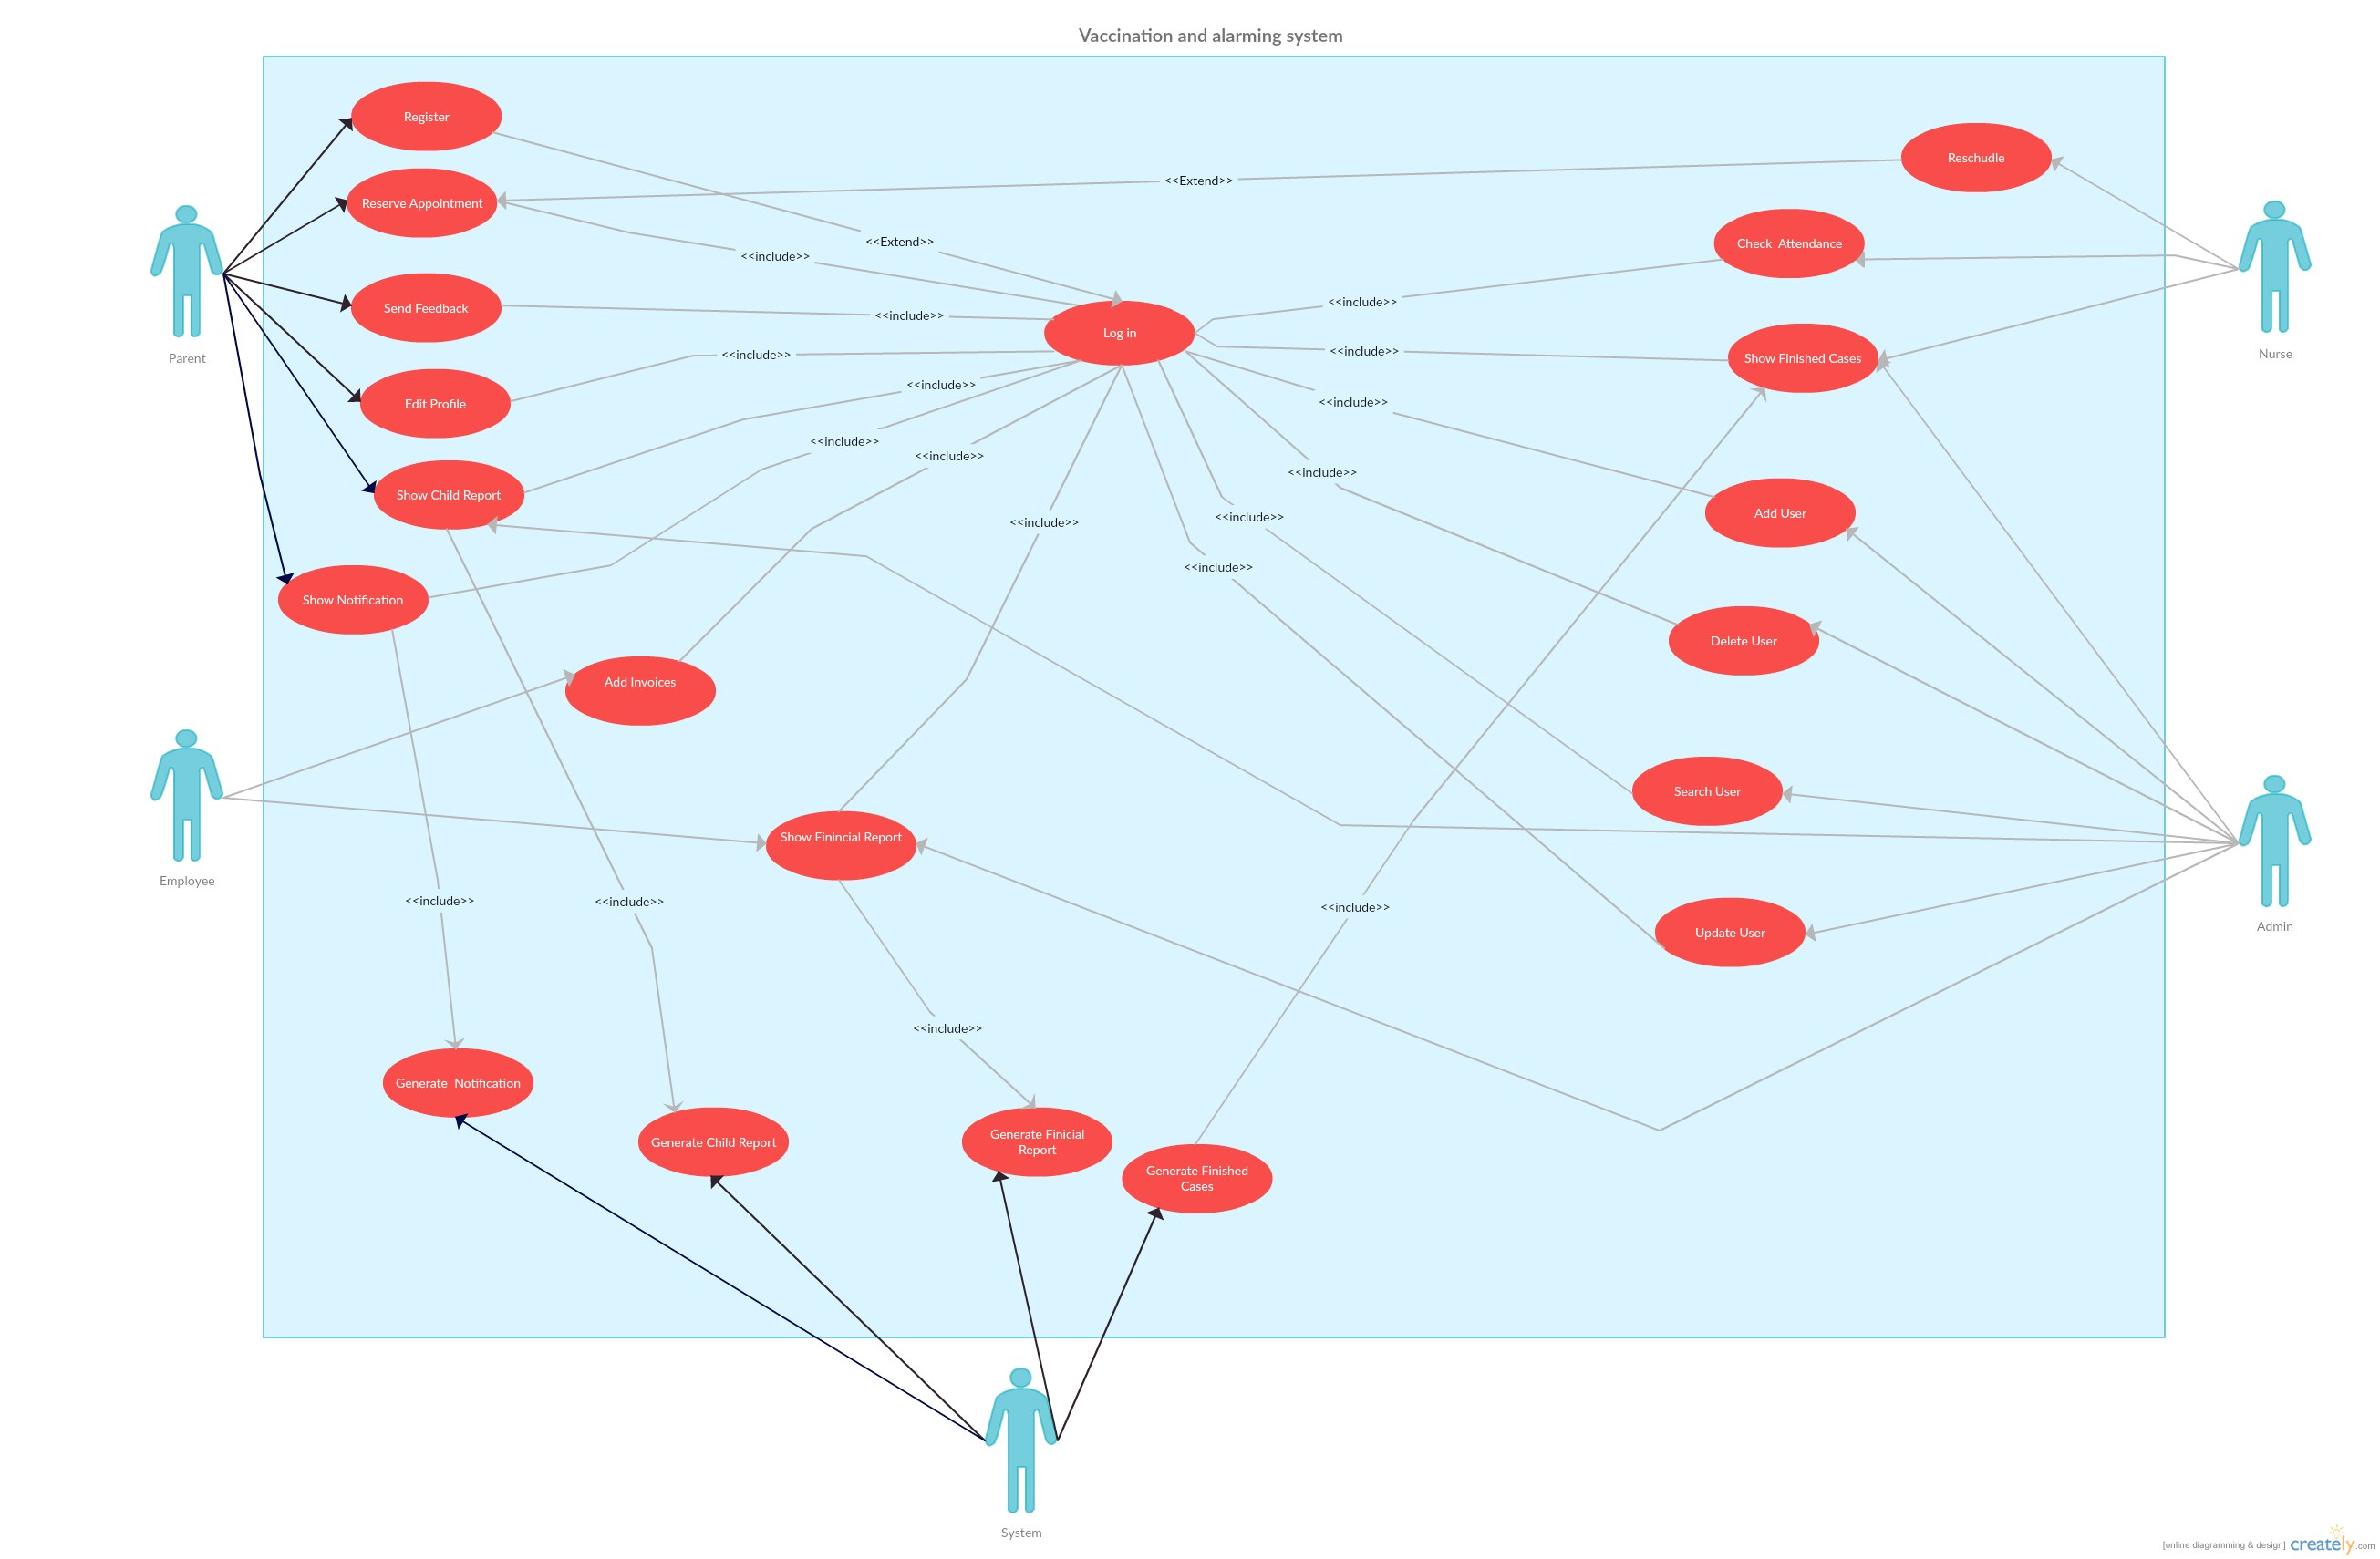 Vaccination and alarming system
Register
Reschudle
<<Extend>>
Reserve Appointment
<<Extend>>
Check  Attendance
<<include>>
Send Feedback
<<include>>
<<include>>
Log in
Parent
Nurse
<<include>>
<<include>>
Show Finished Cases
Edit Profile
<<include>>
<<include>>
<<include>>
<<include>>
<<include>>
Show Child Report
Add User
<<include>>
<<include>>
<<include>>
Show Notification
Delete User
Add Invoices
Search User
Show Finincial Report
Employee
<<include>>
<<include>>
<<include>>
Update User
Admin
<<include>>
Generate  Notification
Generate Child Report
Generate Finicial
Report
Generate Finished
Cases
System
[online diagramming & design] creately.com